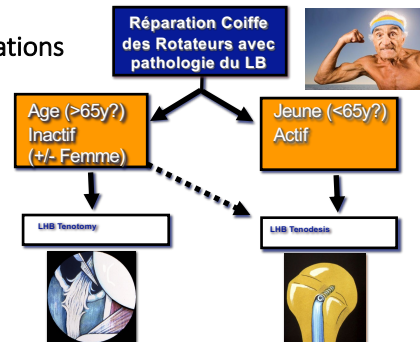 ations
Réparation Coiffe
des Rotateurs avec
pathologie du LB
Age (>65y?)
Inactif
(+/- Femme)
Jeune (<65y?)
Actif
LHB Tenotomy
LHB Tenodesis